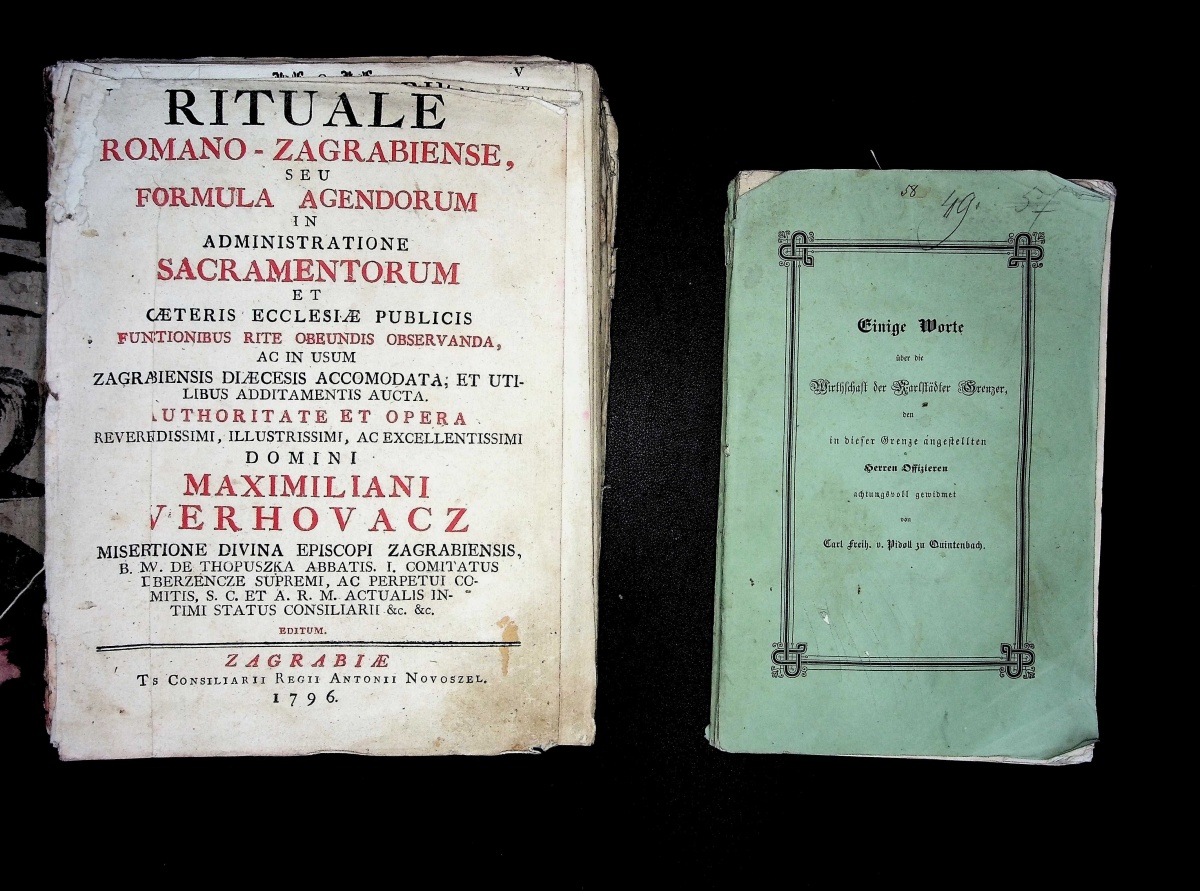 V
RITUALE
ROMANO - ZAGRABIENSE,
SEU
FORMULA AGENDORUM
IN
ADMINISTRATIONE
SACRAMENTORUM
ET
CÆTERIS ECCLESIÆ PUBLICIS
FUNTIONIBUS RITE OBEUNDIS OBSERVANDA,
AC IN USUM
ZAGRABIENSIS DIÆCESIS ACCOMODATA; ET UTI-
LIBUS ADDITAMENTIS AUCTA.
AUTHORITATE ET OPERA
REVERENDISSIMI, ILLUSTRISSIMI, AC EXCELLENTISSIMI
DOMINI
MAXIMILIANI
VERHOVACZ
MISERTIONE DIVINA EPISCOPI ZAGRABIENSIS,
B. M. V. DE THOPUSZKA ABBATIS. I. COMITATUS
BERZENCZE SUPREMI, AC PERPETUI CO-
MITIS, S. C. ET A. R. M. ACTUALIS IN-
TIMI STATUS CONSILIARII &c. &c.
EDITUM.
ZAGRABIÆ
TS CONSILIARII REGII ANTONII NOVOSZEL.
1796.
58 49. 57
Einige Worte
über die
Wirthschaft der Karlstädter Grenzer,
den
in dieser Grenze angestellten
Herren Offizieren
achtungsvoll gewidmet
von
Carl Freih. v. Pidoll zu Quintenbach.